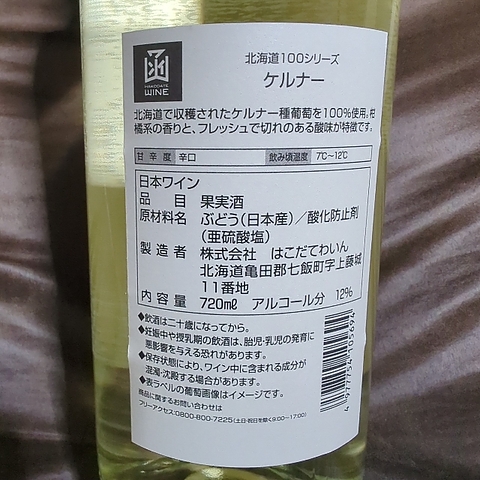 HAKODATE
WINE
北海道100シリーズ
ケルナー
北海道で収穫されたケルナー種葡萄を100%使用。柑
橘系の香りと、フレッシュで切れのある酸味が特徴です。
甘辛度 辛口 飲み頃温度 7℃~12℃
日本ワイン
品目 果実酒
原材料名 ぶどう(日本産)/酸化防止剤
(亜硫酸塩)
製造者 株式会社 はこだてわいん
北海道亀田郡七飯町字上藤城
11番地
内容量 720mℓ アルコール分 12%
◆飲酒は二十歳になってから。
◆妊娠中や授乳期の飲酒は、胎児・乳児の発育に
悪影響を与える恐れがあります。
◆保存状態により、ワイン中に含まれる成分が
混濁・沈殿する場合があります。
◆表ラベルの葡萄画像はイメージです。
商品に関するお問い合わせは
フリーアクセス:0800-800-7225(土・日・祝日を除く9:00~17:00)
4 977754 105694